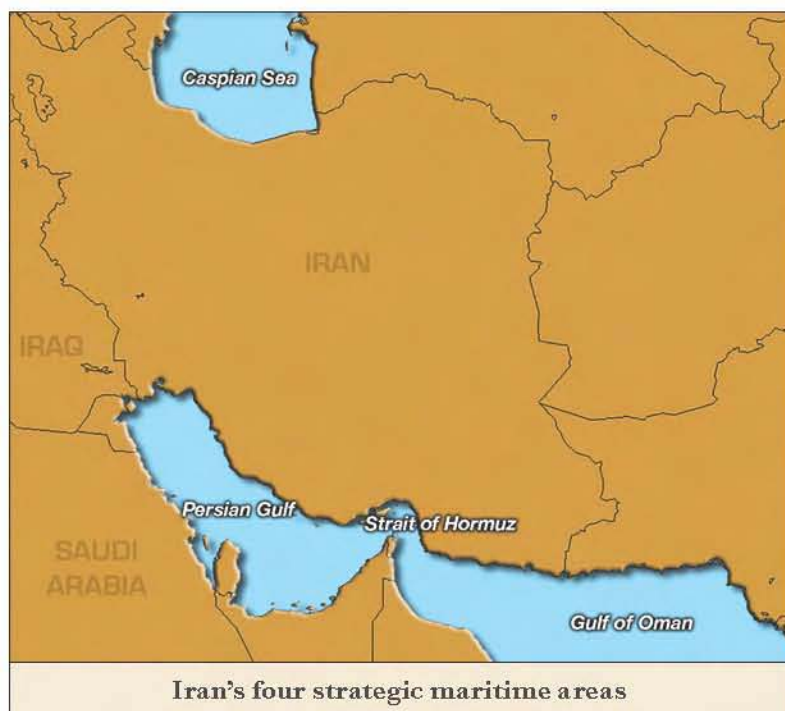 Caspian Sea
IRAN
IRAQ
Persian Gulf
Strait of Hormuz
SAUDI
ARABIA
Gulf of Oman
Iran's four strategic maritime areas